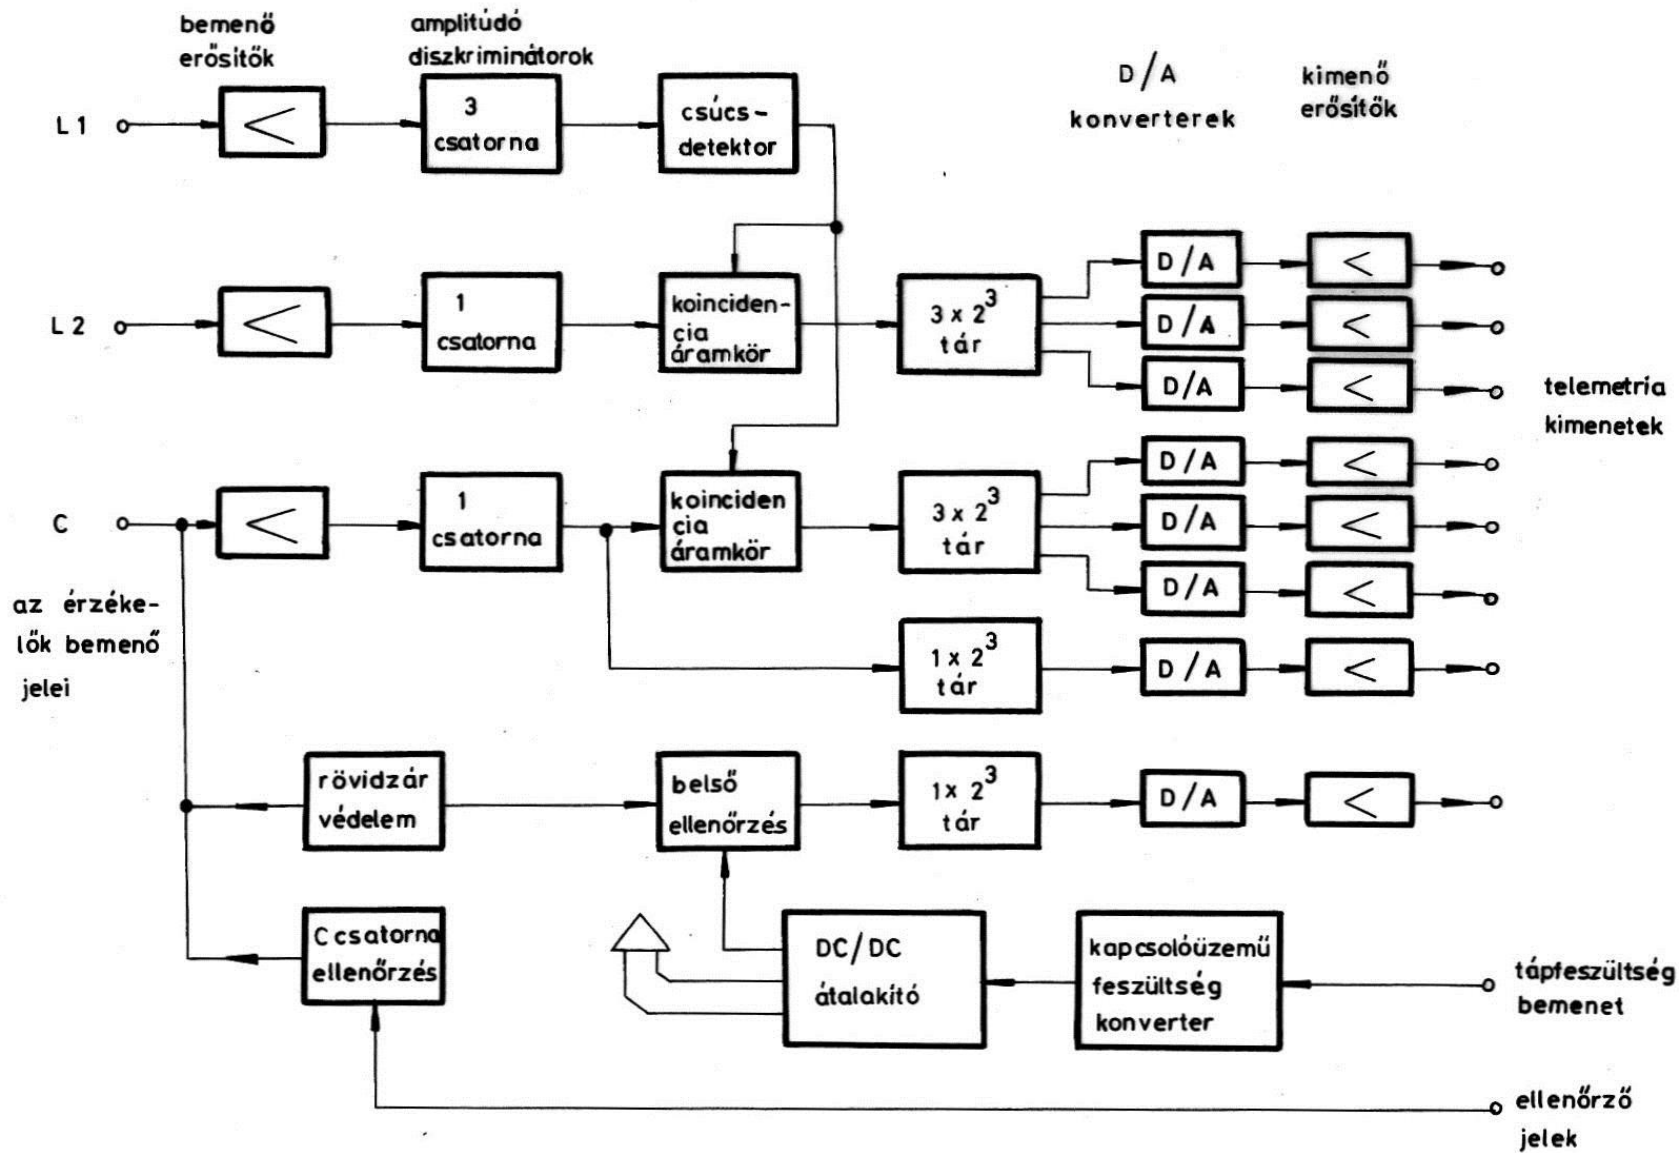 bemenő
erősítők
amplitúdó
diszkriminátorok
D/A
konverterek
kimenő
erősítők
L1
<
3
csatorna
csúcs-
detektor
L2
<
1
csatorna
koinciden-
cia
áramkör
3 x 2³
tár
D/A
<
D/A
<
D/A
<
telemetria
kimenetek
C
<
1
csatorna
koinciden
cia
áramkör
3 x 2³
tár
D/A
<
D/A
<
D/A
<
az érzéke-
lők bemenő
jelei
1 x 2³
tár
D/A
<
rövidzár
védelem
belső
ellenőrzés
1 x 2³
tár
D/A
<
C csatorna
ellenőrzés
DC/DC
átalakító
kapcsolóüzemű
feszültség
konverter
tápfeszültség
bemenet
ellenőrző
jelek